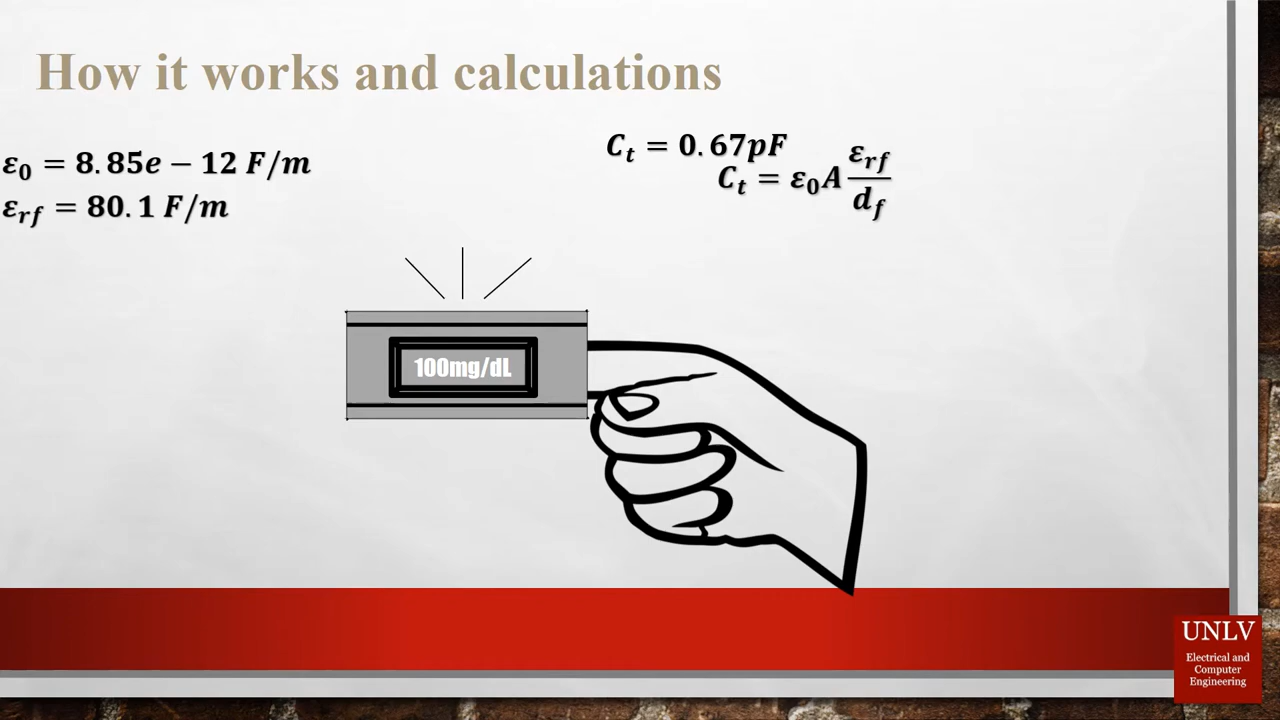 How it works and calculations
ε₀ = 8.85e − 12 F/m
ε_rf = 80.1 F/m
C_t = 0.67pF
C_t = ε₀A ε_rf/d_f
100mg/dL
UNLV
Electrical and
Computer
Engineering